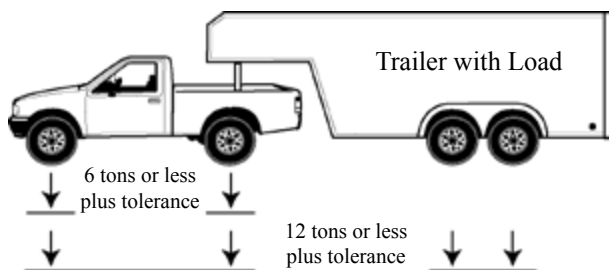 Trailer with Load
6 tons or less
plus tolerance
12 tons or less
plus tolerance